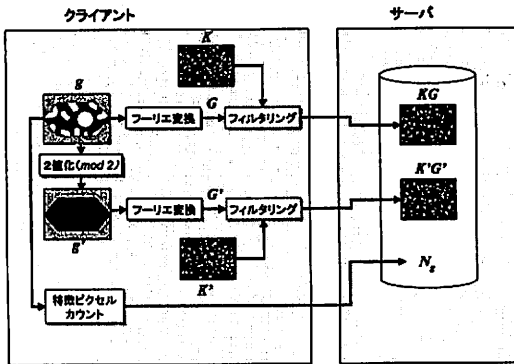 クライアント
サーバ
K
g
G
フーリエ変換
フィルタリング
KG
2値化(mod 2)
K'G'
G'
フーリエ変換
フィルタリング
g'
K'
N_g
特徴ピクセル
カウント